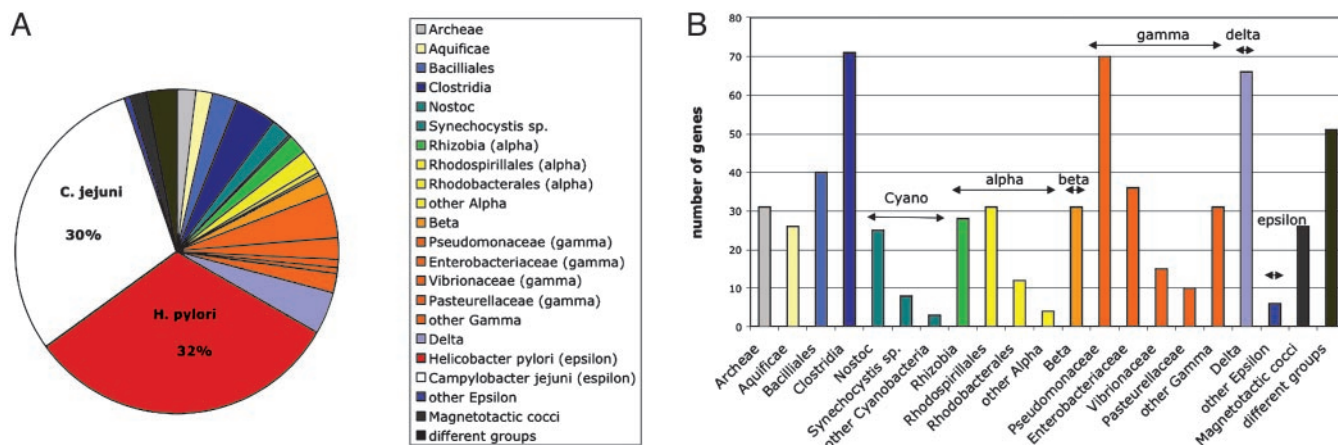 A
C. jejuni
30%
H. pylori
32%
Archeae
Aquificae
Bacilliales
Clostridia
Nostoc
Synechocystis sp.
Rhizobia (alpha)
Rhodospirillales (alpha)
Rhodobacterales (alpha)
other Alpha
Beta
Pseudomonaceae (gamma)
Enterobacteriaceae (gamma)
Vibrionaceae (gamma)
Pasteurellaceae (gamma)
other Gamma
Delta
Helicobacter pylori (epsilon)
Campylobacter jejuni (espilon)
other Epsilon
Magnetotactic cocci
different groups
B
number of genes
80
70
60
50
40
30
20
10
0
Cyano
alpha
beta
gamma
delta
epsilon
Archeae
Aquificae
Bacilliales
Clostridia
Nostoc
Synechocystis sp.
other Cyanobacteria
Rhizobia
Rhodospirillales
Rhodobacterales
other Alpha
Beta
Pseudomonaceae
Enterobacteriaceae
Vibrionaceae
Pasteurellaceae
other Gamma
Delta
other Epsilon
Magnetotactic cocci
different groups